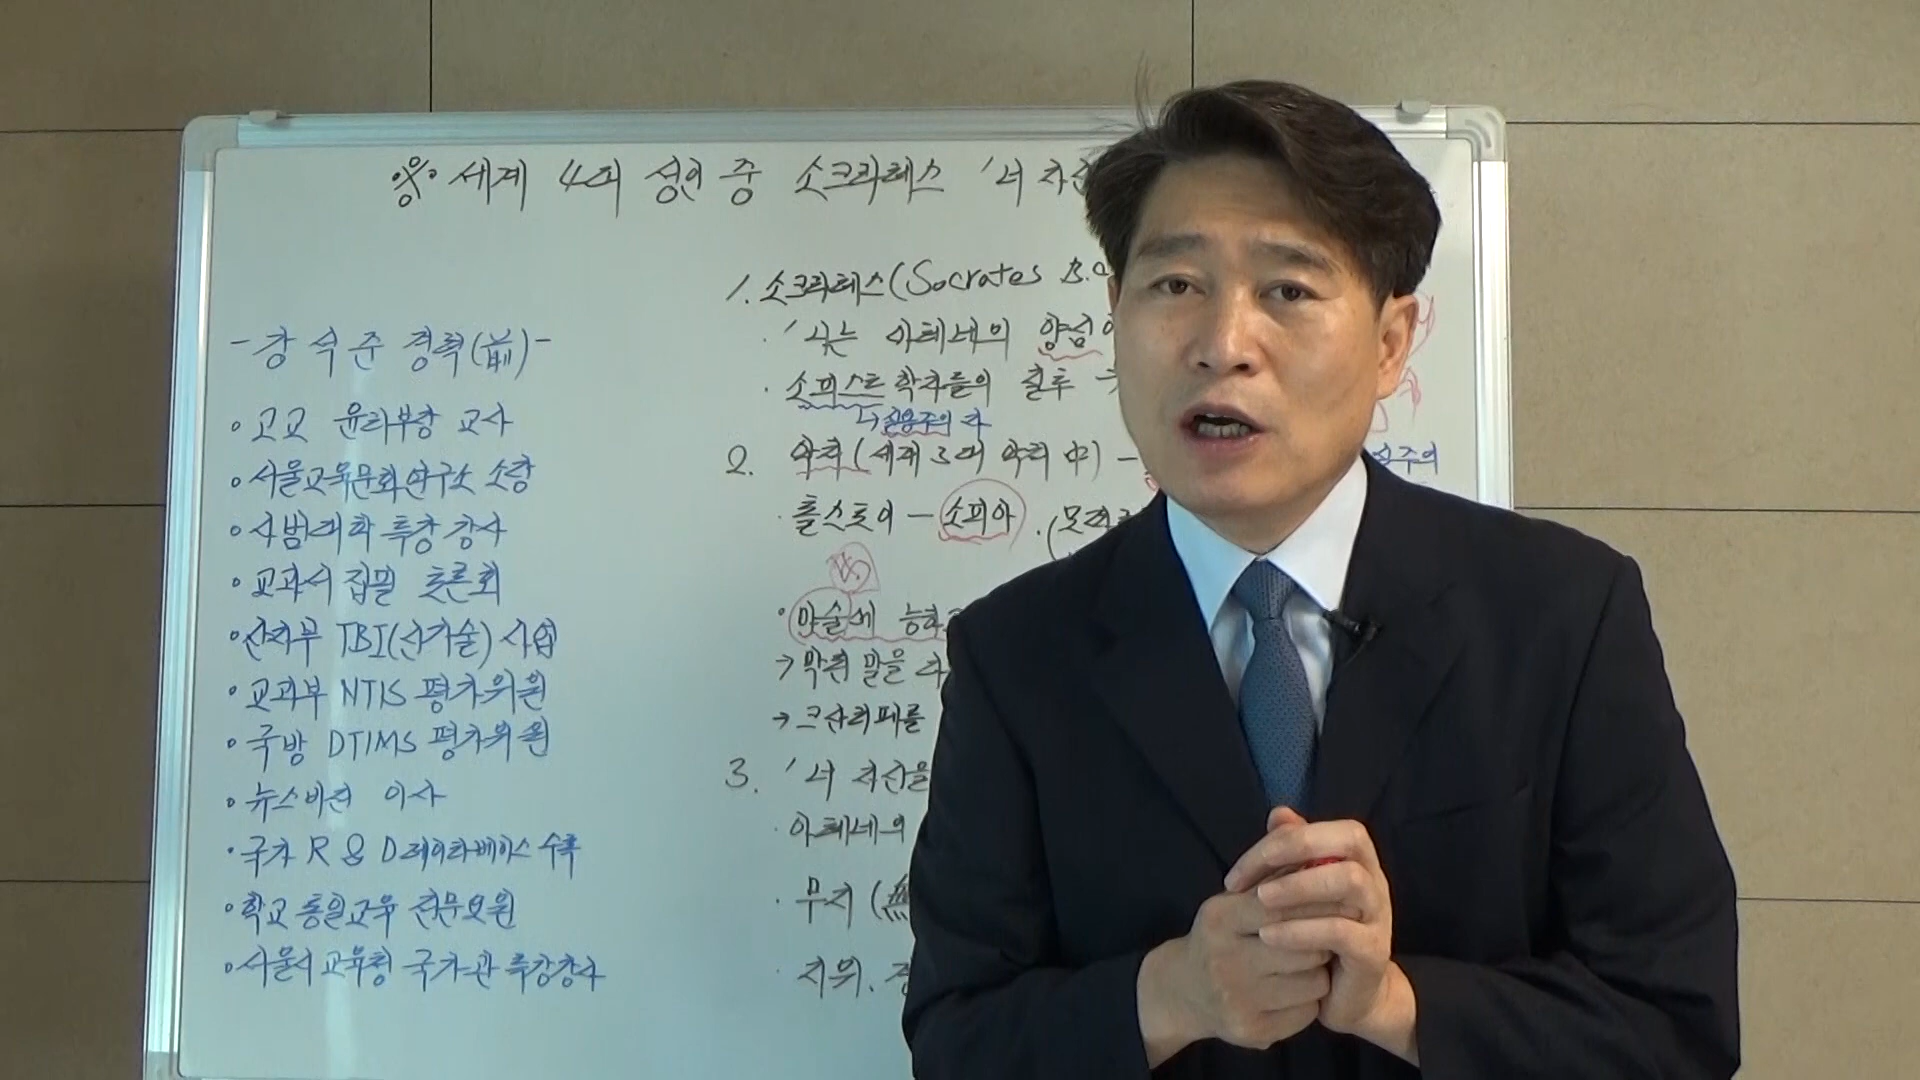 ※ 세계 4대 성인 중 소크라테스 '너 자신
- 강 석 준 경력(前) -
• 고교 윤리부장 교사
• 서울교육문화연구소 소장
• 사범대학 특강 강사
• 교과서 집필 토론회
• 산자부 TBI(신기술) 사업
• 교과부 NTIS 평가위원
• 국방 DTIMS 평가위원
• 뉴스비전 이사
• 국가 R & D 데이터베이스 수록
• 학교 통일교육 전문요원
• 서울시 교육청 국가관 특강강사
1. 소크라테스(Socrates B.C
• '나는 아테네의 양심
• 소피스트 학자들의 질투
↳ 실용주의 자
2. 악처(세계 3대 악처 中) –
톨스토이 – 소피아 .
• 야술에 능하
→ 막된 말을
→ 크산티페를
3. '너 자신을
• 아테네의
• 무지 (無
• 지위.